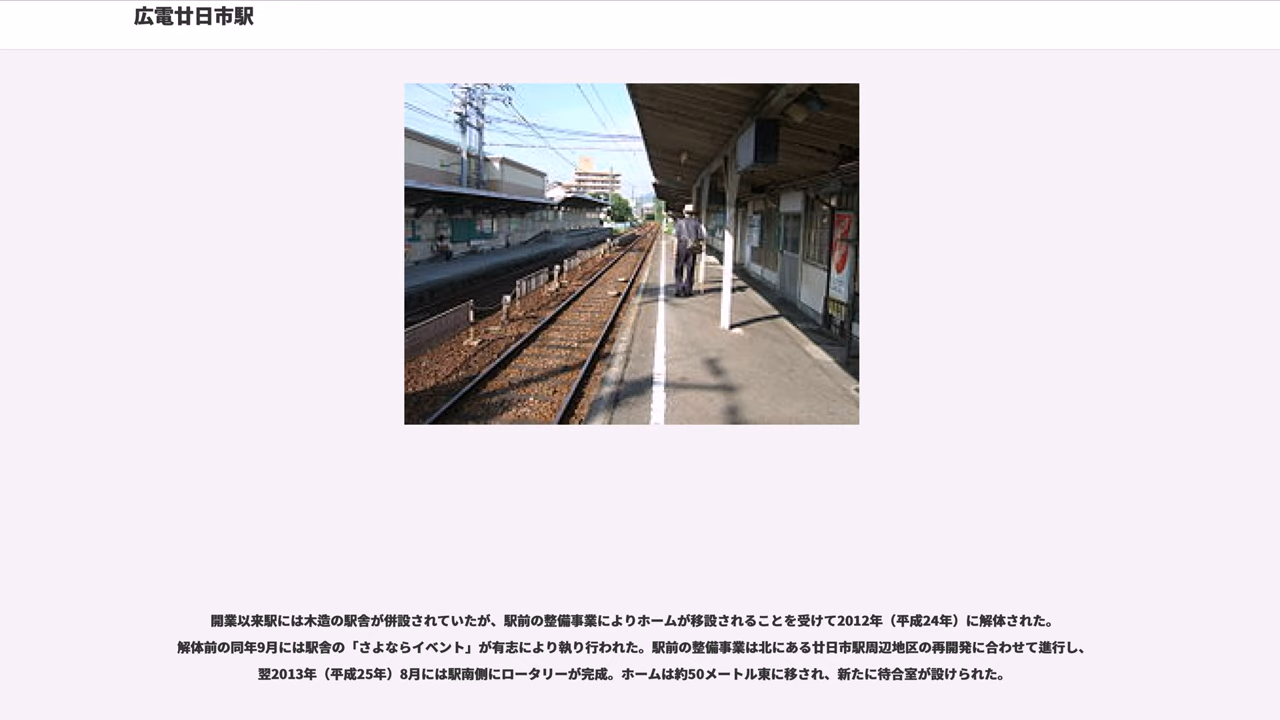 広電廿日市駅
開業以来駅には木造の駅舎が併設されていたが、駅前の整備事業によりホームが移設されることを受けて2012年（平成24年）に解体された。
解体前の同年9月には駅舎の「さよならイベント」が有志により執り行われた。駅前の整備事業は北にある廿日市駅周辺地区の再開発に合わせて進行し、
翌2013年（平成25年）8月には駅南側にロータリーが完成。ホームは約50メートル東に移され、新たに待合室が設けられた。